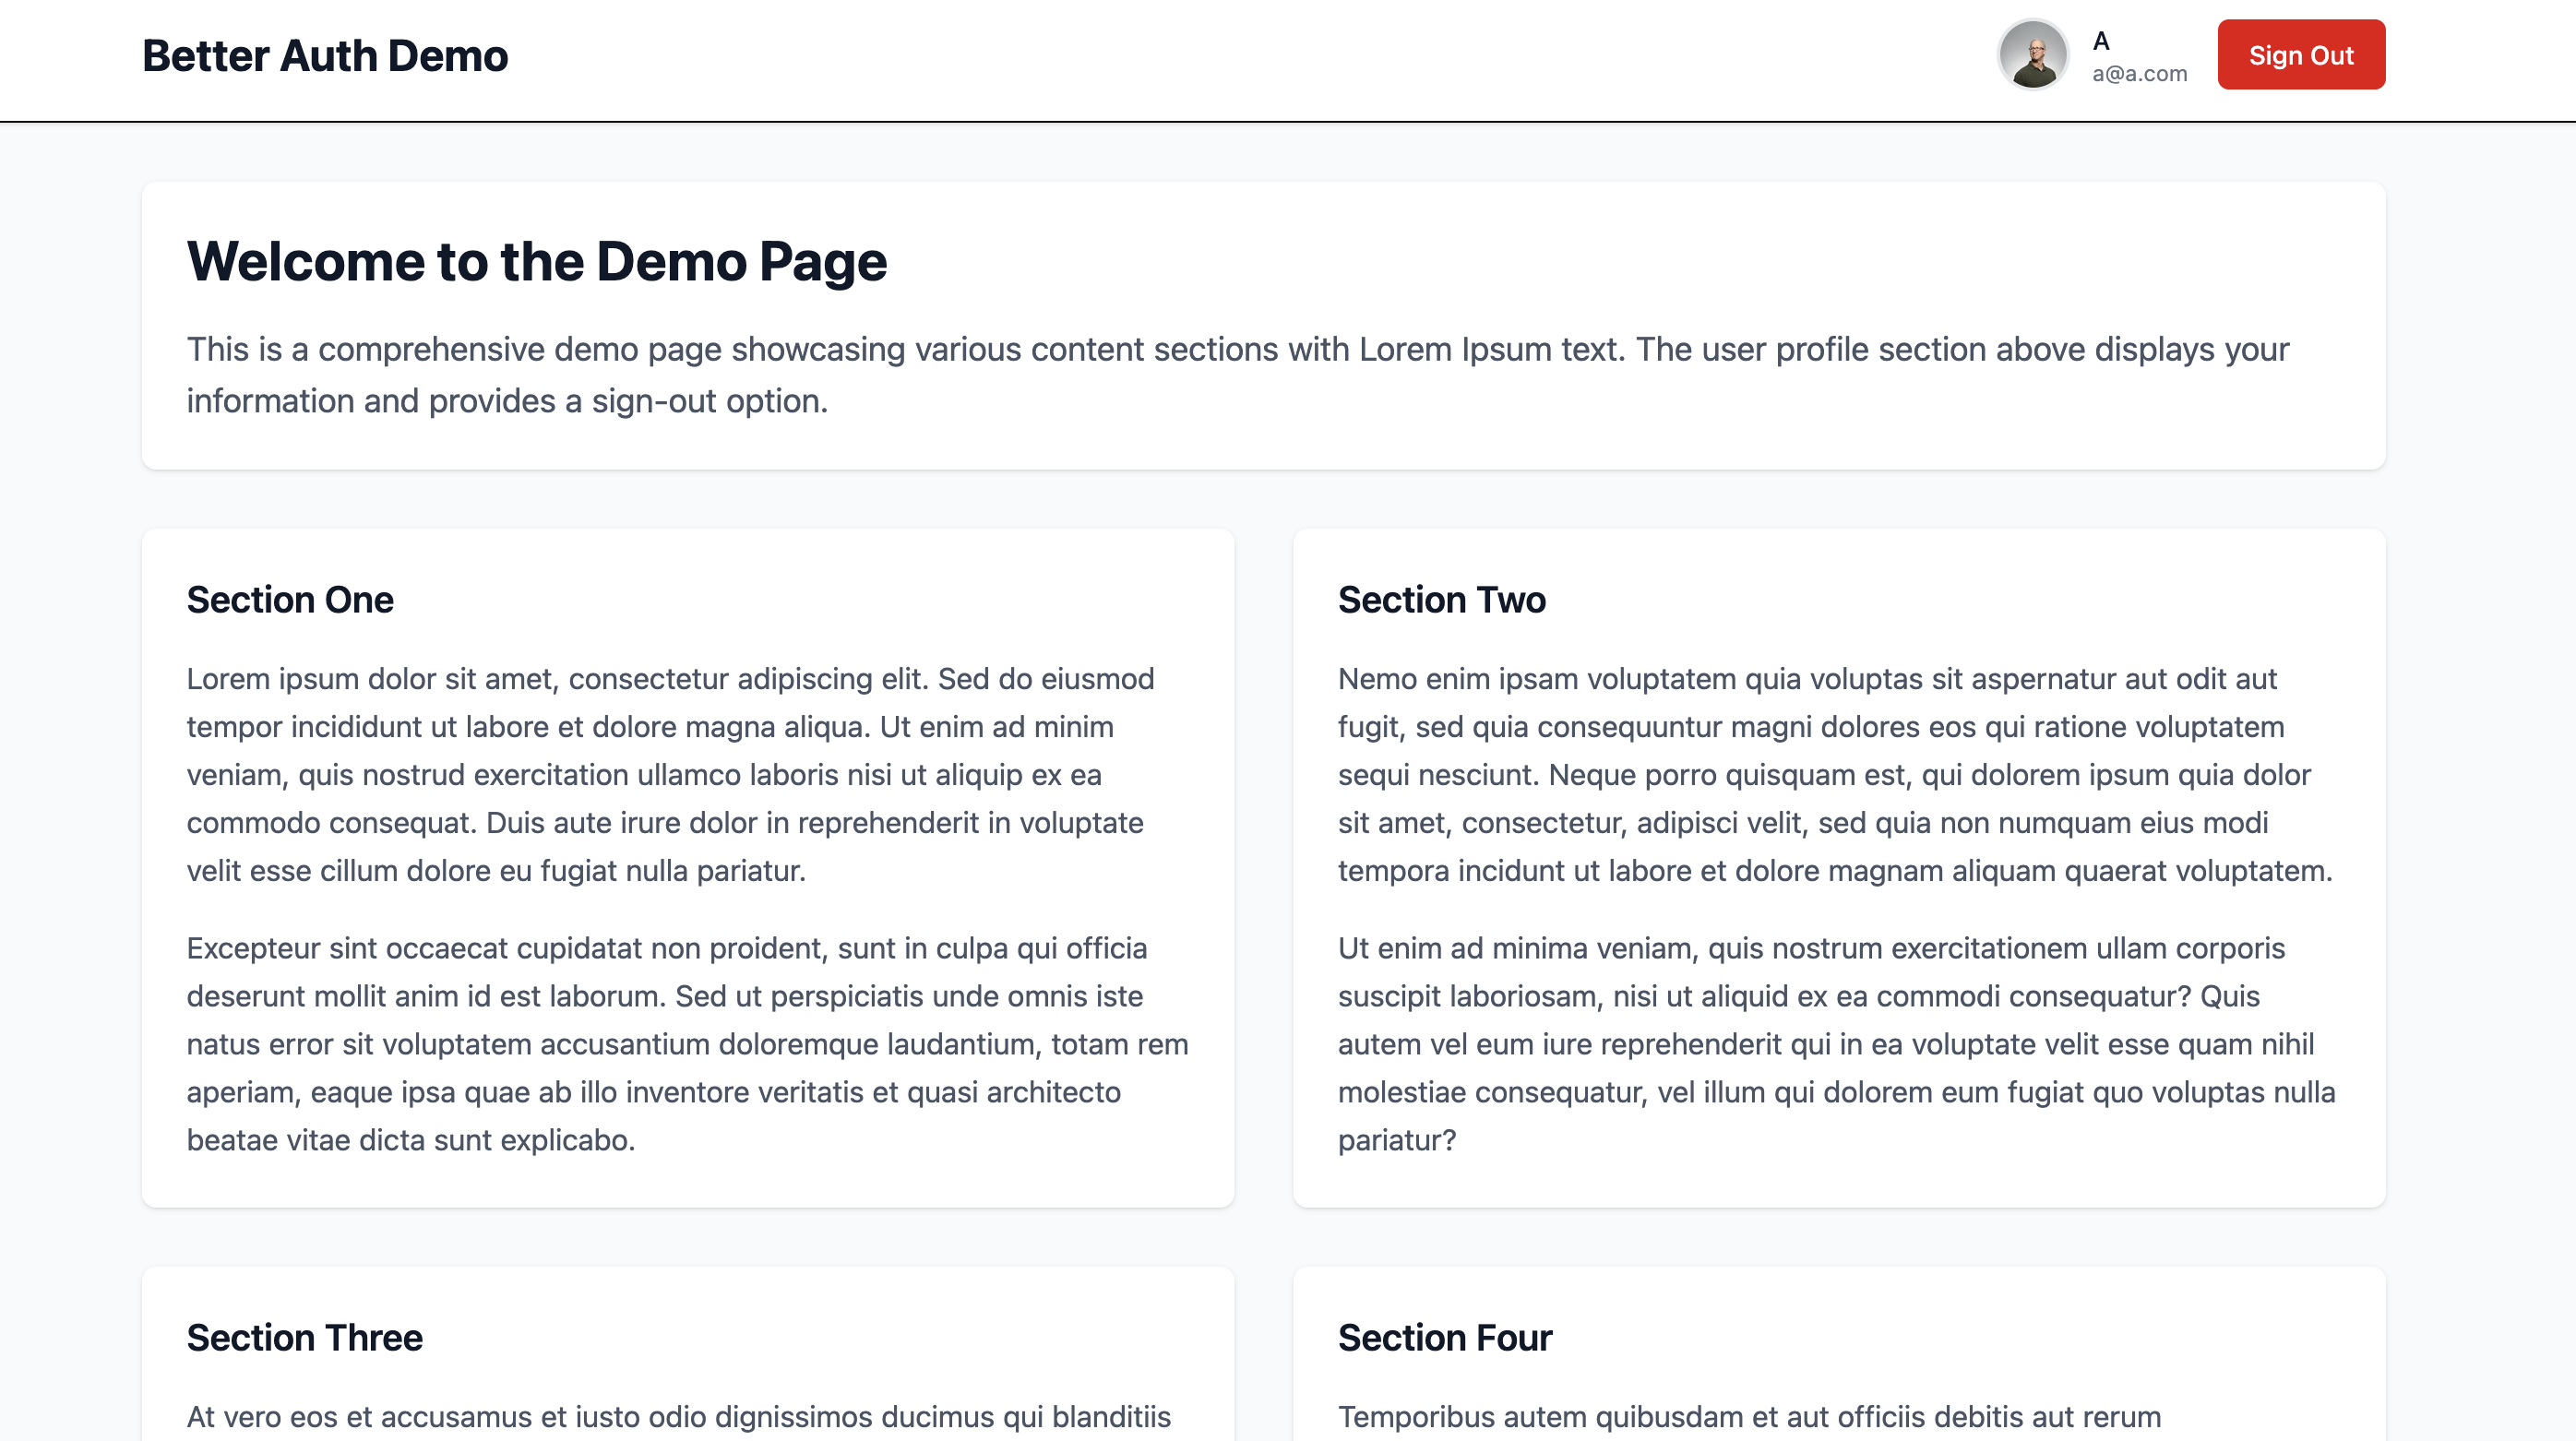 Better Auth Demo
A
a@a.com
Sign Out
Welcome to the Demo Page
This is a comprehensive demo page showcasing various content sections with Lorem Ipsum text. The user profile section above displays your
information and provides a sign-out option.
Section One
Lorem ipsum dolor sit amet, consectetur adipiscing elit. Sed do eiusmod
tempor incididunt ut labore et dolore magna aliqua. Ut enim ad minim
veniam, quis nostrud exercitation ullamco laboris nisi ut aliquip ex ea
commodo consequat. Duis aute irure dolor in reprehenderit in voluptate
velit esse cillum dolore eu fugiat nulla pariatur.
Excepteur sint occaecat cupidatat non proident, sunt in culpa qui officia
deserunt mollit anim id est laborum. Sed ut perspiciatis unde omnis iste
natus error sit voluptatem accusantium doloremque laudantium, totam rem
aperiam, eaque ipsa quae ab illo inventore veritatis et quasi architecto
beatae vitae dicta sunt explicabo.
Section Two
Nemo enim ipsam voluptatem quia voluptas sit aspernatur aut odit aut
fugit, sed quia consequuntur magni dolores eos qui ratione voluptatem
sequi nesciunt. Neque porro quisquam est, qui dolorem ipsum quia dolor
sit amet, consectetur, adipisci velit, sed quia non numquam eius modi
tempora incidunt ut labore et dolore magnam aliquam quaerat voluptatem.
Ut enim ad minima veniam, quis nostrum exercitationem ullam corporis
suscipit laboriosam, nisi ut aliquid ex ea commodi consequatur? Quis
autem vel eum iure reprehenderit qui in ea voluptate velit esse quam nihil
molestiae consequatur, vel illum qui dolorem eum fugiat quo voluptas nulla
pariatur?
Section Three
At vero eos et accusamus et iusto odio dignissimos ducimus qui blanditiis
Section Four
Temporibus autem quibusdam et aut officiis debitis aut rerum